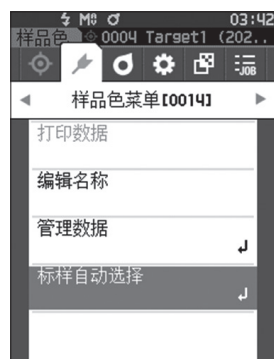 M 03:42
样品色 0004 Target1 (202..
-JOB
样品色菜单[0014]
打印数据
编辑名称
管理数据
标样自动选择